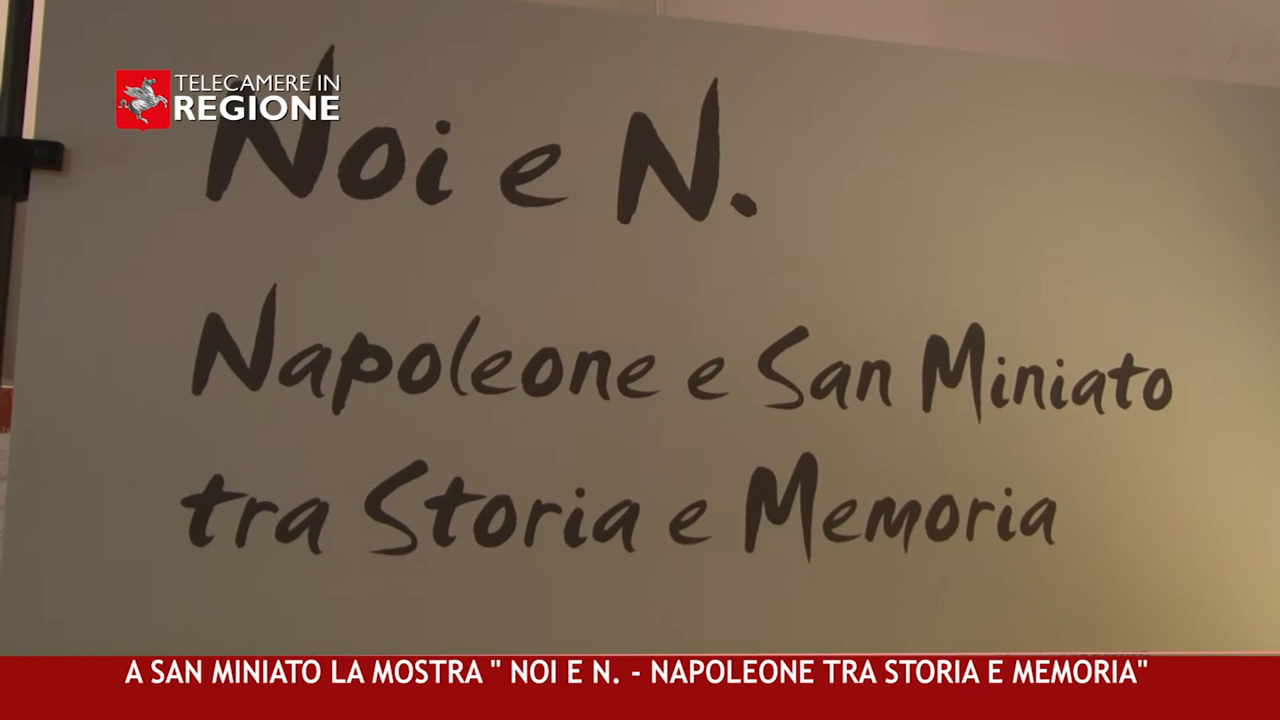 TELECAMERE IN
REGIONE
Noi e N.
Napoleone e San Miniato
tra Storia e Memoria
A SAN MINIATO LA MOSTRA " NOI E N. - NAPOLEONE TRA STORIA E MEMORIA"